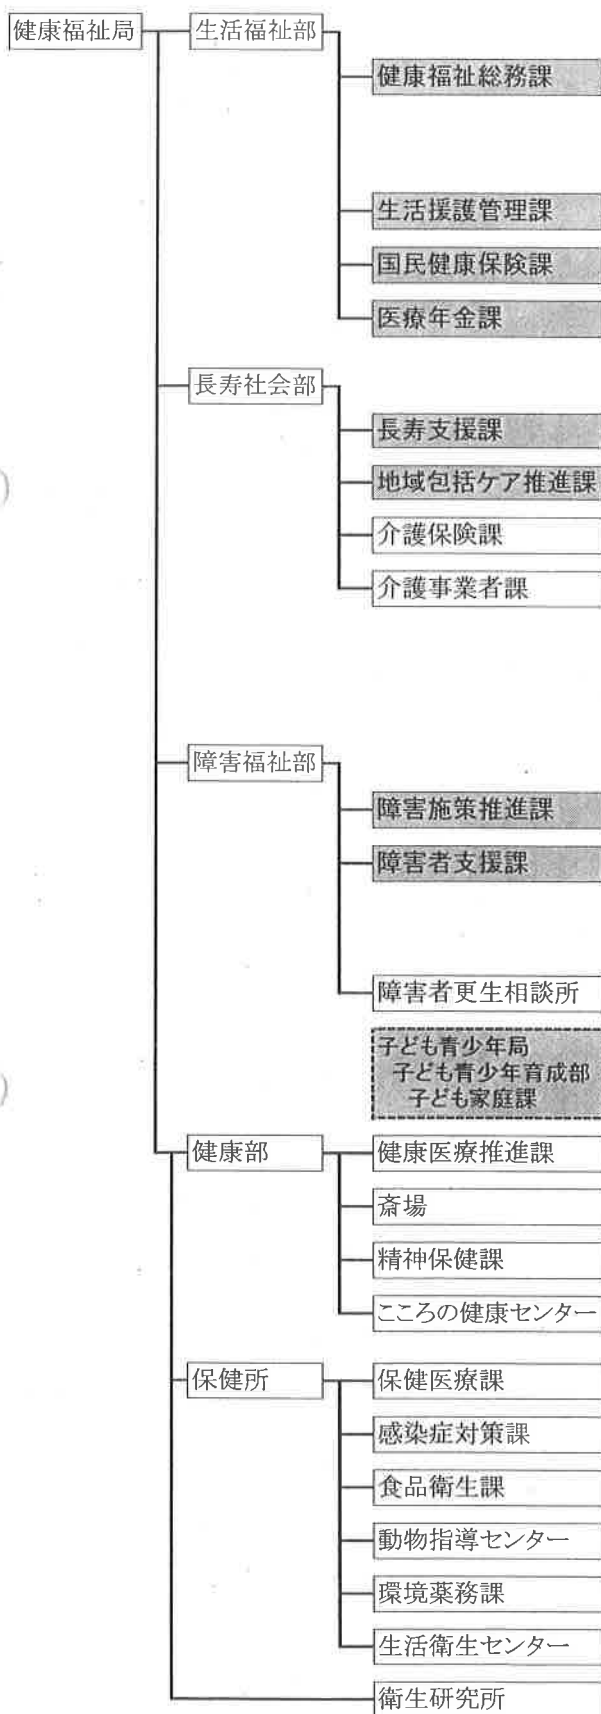 健康福祉局
生活福祉部
健康福祉総務課
生活援護管理課
国民健康保険課
医療年金課
長寿社会部
長寿支援課
地域包括ケア推進課
介護保険課
介護事業者課
障害福祉部
障害施策推進課
障害者支援課
障害者更生相談所
子ども青少年局
子ども青少年育成部
子ども家庭課
健康部
健康医療推進課
斎場
精神保健課
こころの健康センター
保健所
保健医療課
感染症対策課
食品衛生課
動物指導センター
環境薬務課
生活衛生センター
衛生研究所